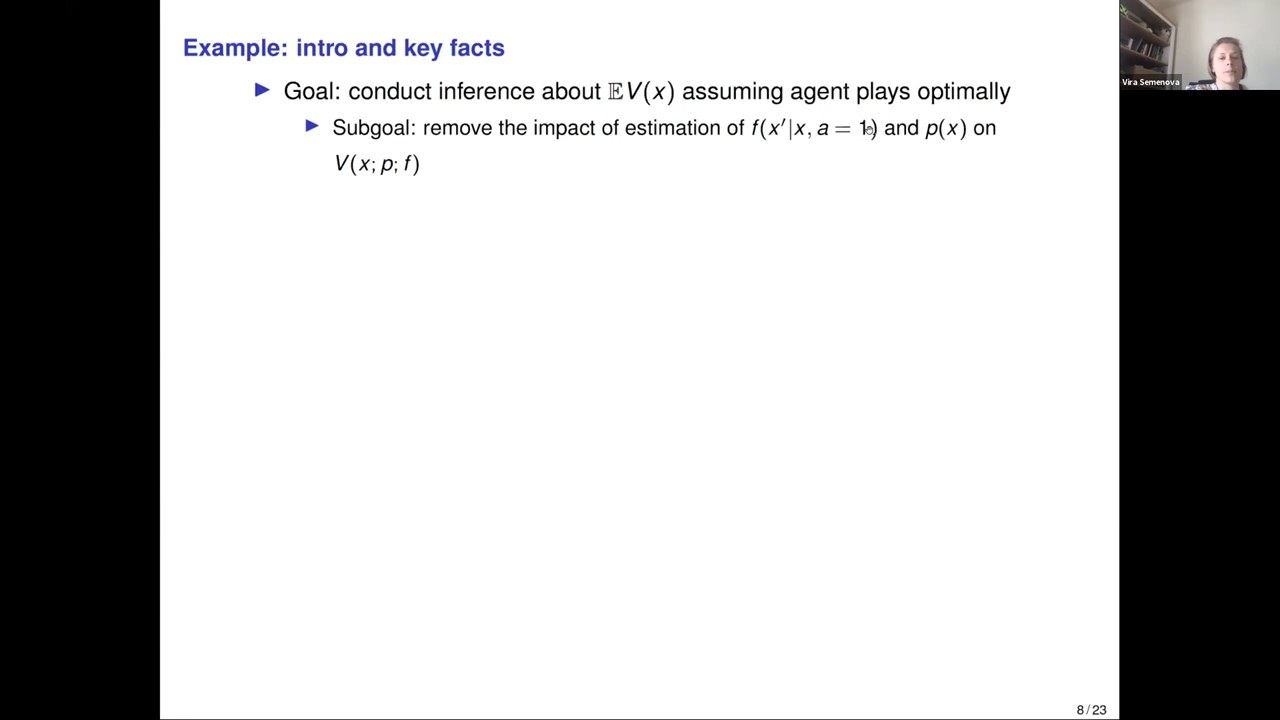 Example: intro and key facts
Goal: conduct inference about 𝔼V(x) assuming agent plays optimally
Subgoal: remove the impact of estimation of f(x′|x, a = 1) and p(x) on
V(x; p; f)
Vira Semenova
8 / 23